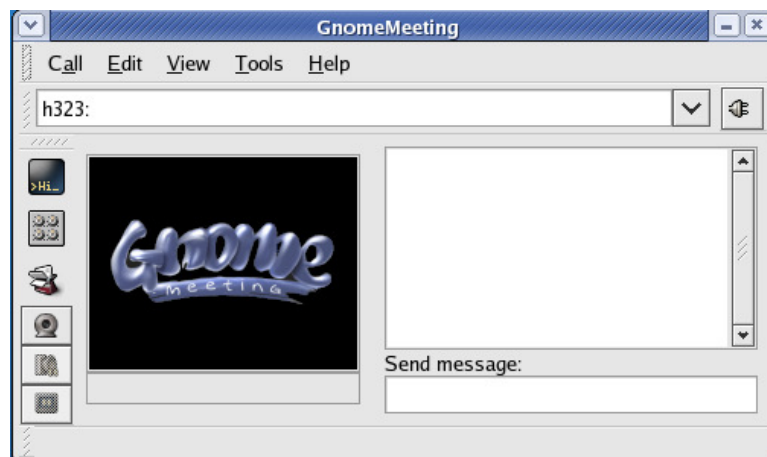 GnomeMeeting
Call Edit View Tools Help
h323:
>Hi_
Gnome
meeting
Send message: